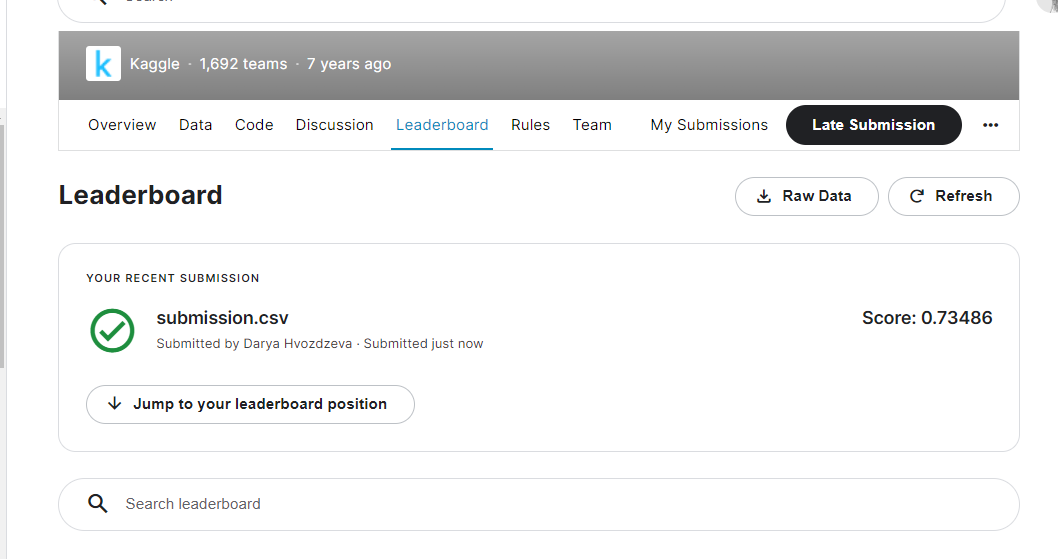 Kaggle · 1,692 teams · 7 years ago
Overview Data Code Discussion Leaderboard Rules Team My Submissions Late Submission
Leaderboard
Raw Data Refresh
YOUR RECENT SUBMISSION
submission.csv
Score: 0.73486
Submitted by Darya Hvozdzeva · Submitted just now
Jump to your leaderboard position
Search leaderboard